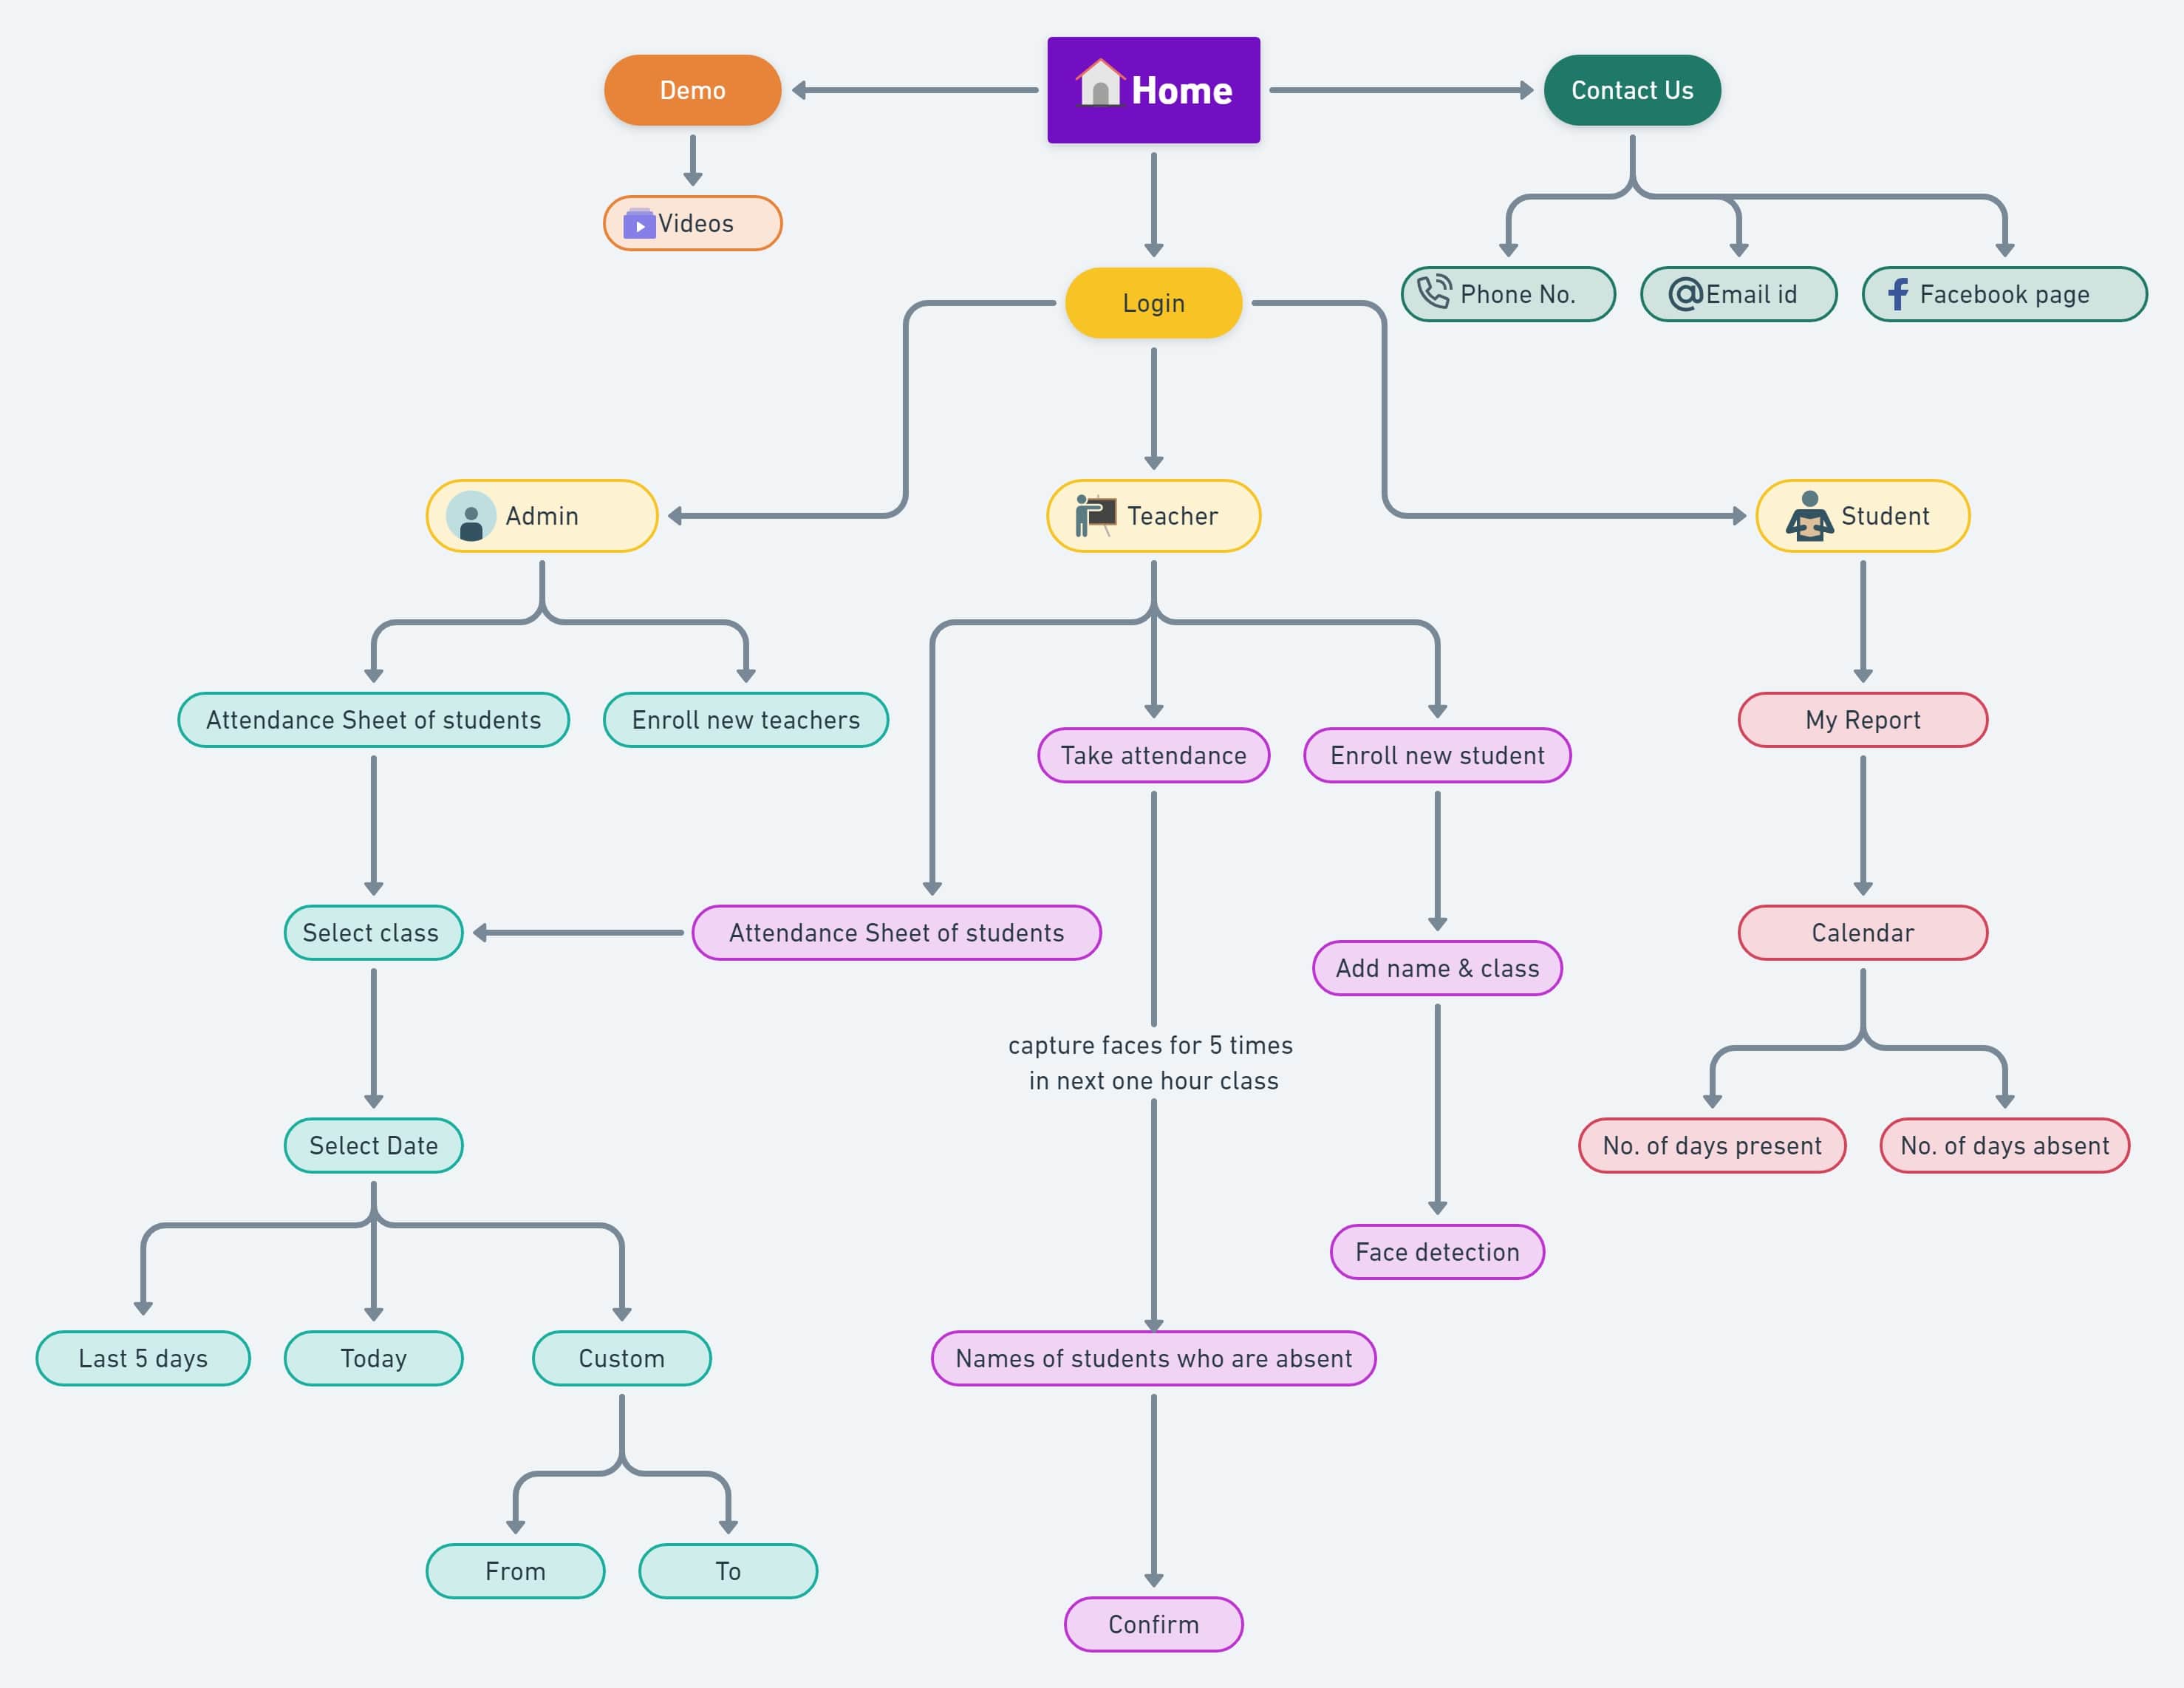 Demo
Home
Contact Us
Videos
Phone No.
Email id
Facebook page
Login
Admin
Teacher
Student
Attendance Sheet of students
Enroll new teachers
My Report
Take attendance
Enroll new student
Select class
Attendance Sheet of students
Calendar
Add name & class
capture faces for 5 times
in next one hour class
Select Date
No. of days present
No. of days absent
Face detection
Last 5 days
Today
Custom
Names of students who are absent
From
To
Confirm